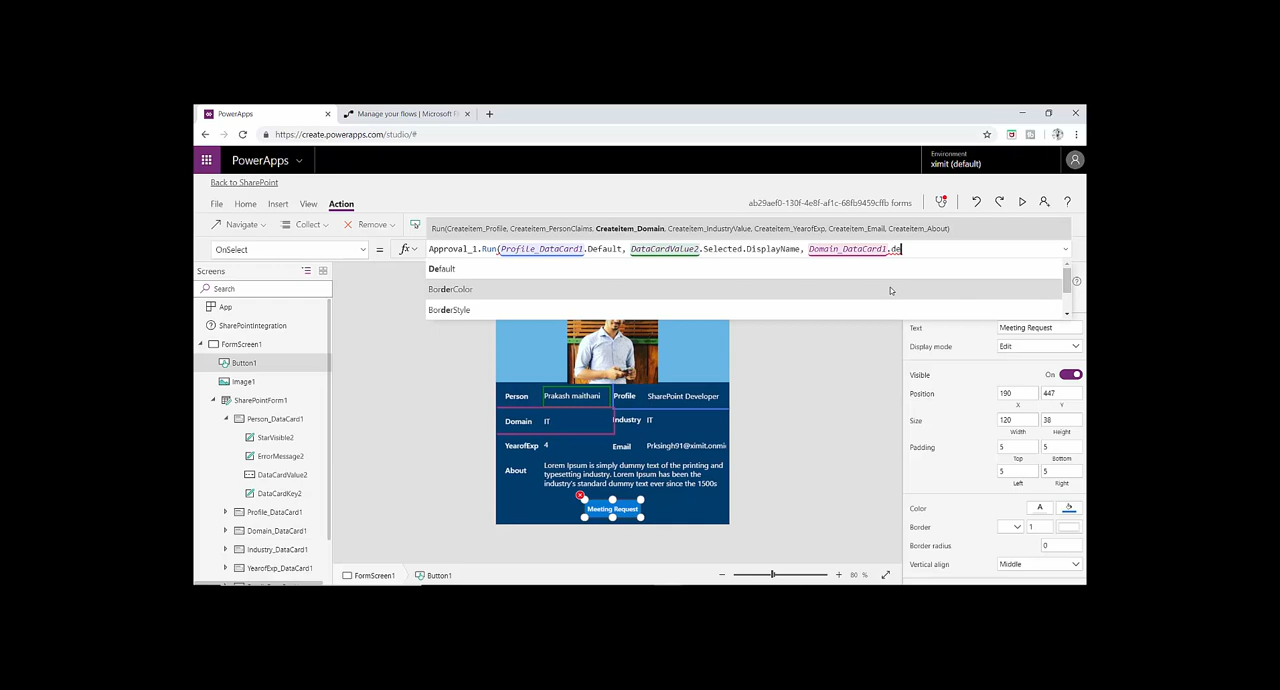 PowerApps
Manage your flows | Microsoft Fl
https://create.powerapps.com/studio/#
PowerApps
Environment
ximit (default)
Back to SharePoint
File Home Insert View Action
ab29aef0-130f-4e8f-af1c-68fb9459cffb forms
Navigate Collect Remove
Run(Createitem_Profile, Createitem_PersonClaims, Createitem_Domain, Createitem_IndustryValue, Createitem_YearofExp, Createitem_Email, Createitem_About)
OnSelect = fx Approval_1.Run(Profile_DataCard1.Default, DataCardValue2.Selected.DisplayName, Domain_DataCard1.de
Default
BorderColor
BorderStyle
Screens
Search
App
SharePointIntegration
FormScreen1
Button1
Image1
SharePointForm1
Person_DataCard1
StarVisible2
ErrorMessage2
DataCardValue2
DataCardKey2
Profile_DataCard1
Domain_DataCard1
Industry_DataCard1
YearofExp_DataCard1
Person Prakash maithani Profile SharePoint Developer
Domain IT Industry IT
YearofExp 4 Email Prksingh91@ximit.onmi
About Lorem Ipsum is simply dummy text of the printing and
typesetting industry. Lorem Ipsum has been the
industry's standard dummy text ever since the 1500s
Meeting Request
Text Meeting Request
Display mode Edit
Visible On
Position 190 447
X Y
Size 120 38
Width Height
Padding 5 5
Top Bottom
5 5
Left Right
Color A
Border 1
Border radius 0
Vertical align Middle
FormScreen1 Button1
80 %